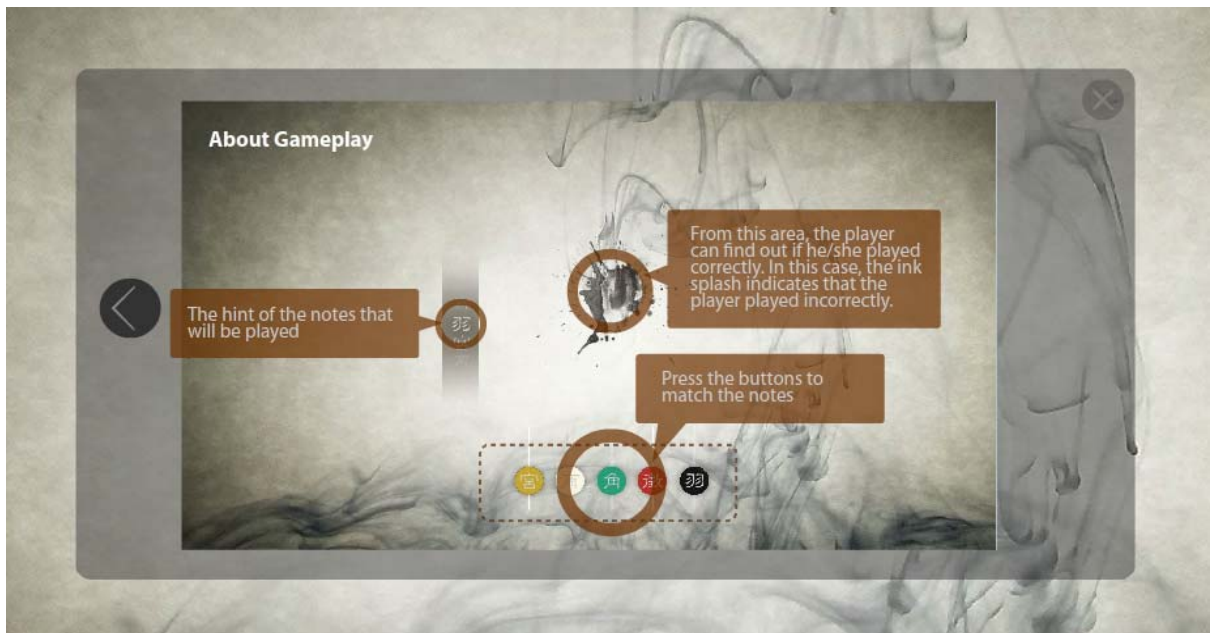 About Gameplay
From this area, the player
can find out if he/she played
correctly. In this case, the ink
splash indicates that the
player played incorrectly.
The hint of the notes that
will be played
羽
Press the buttons to
match the notes
宫
角
徵
羽